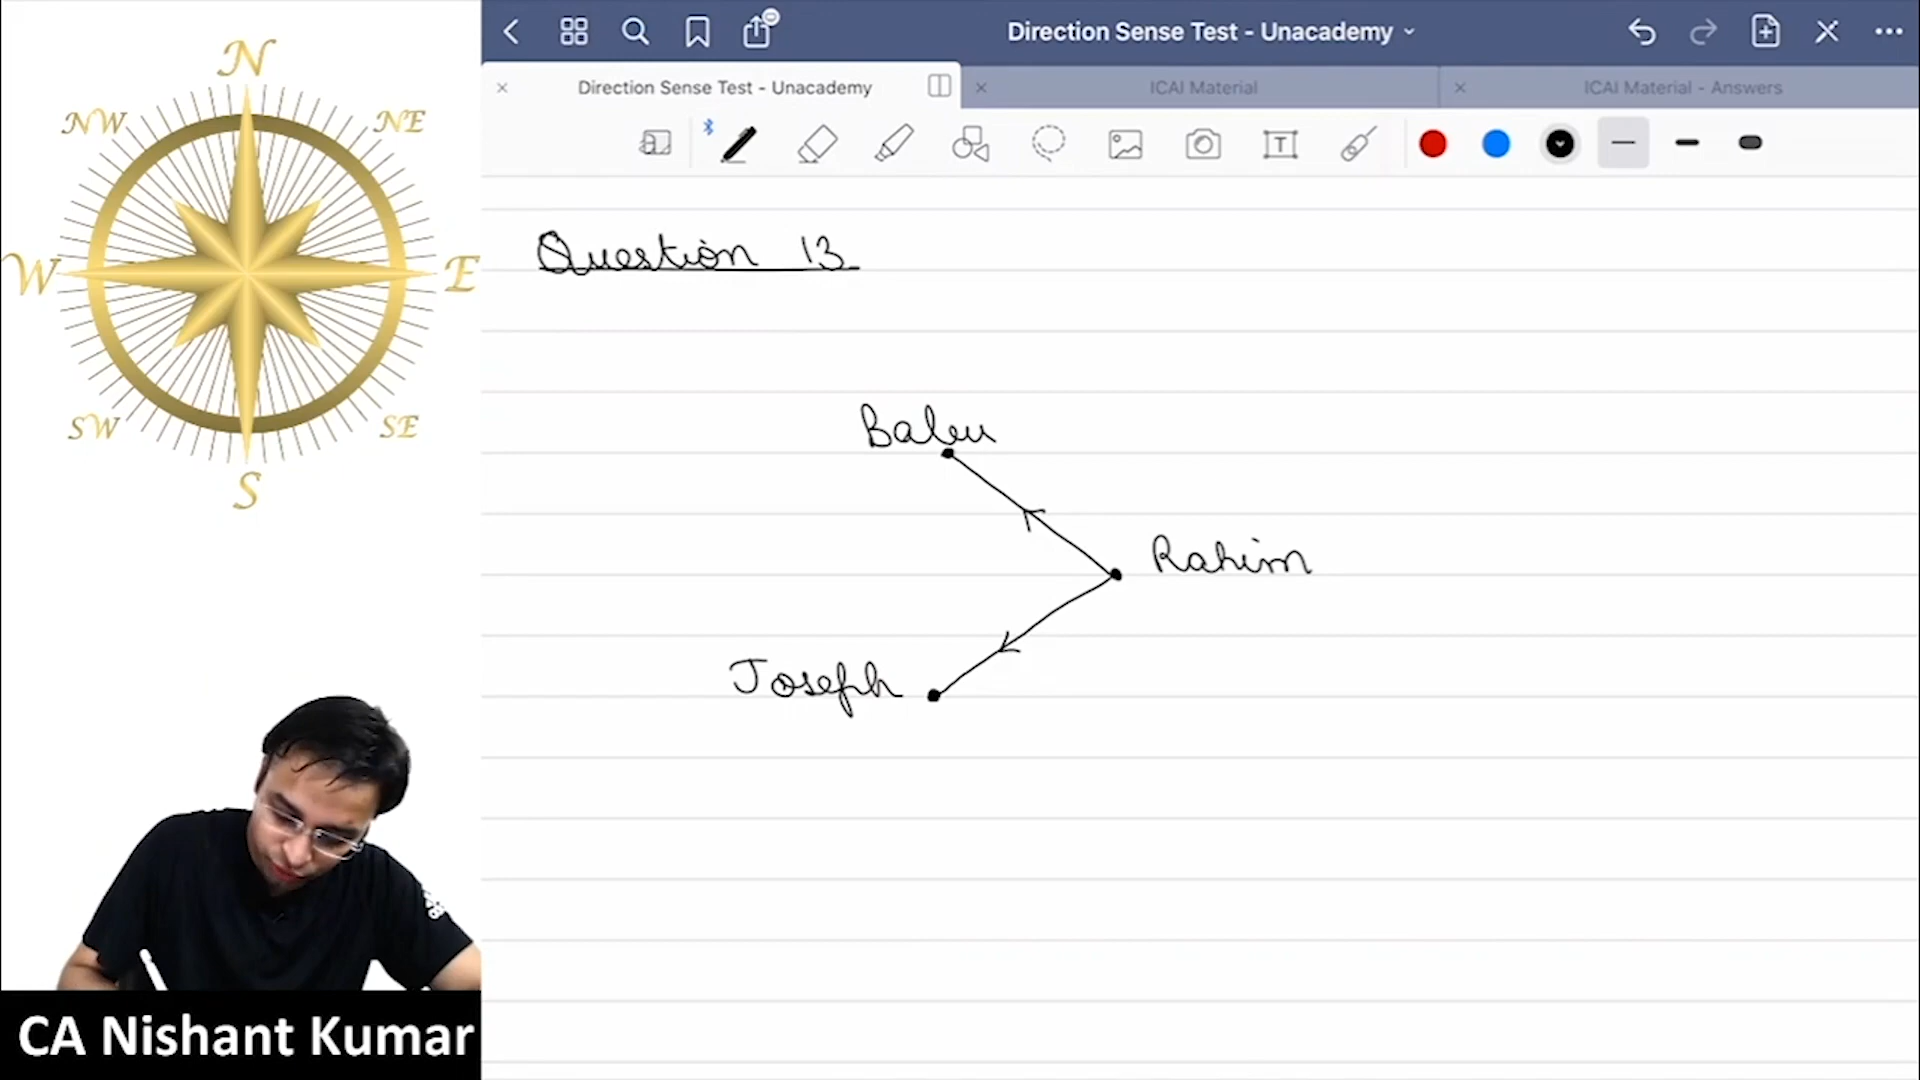 N
NW NE
W E
SW SE
S
Direction Sense Test - Unacademy
Direction Sense Test - Unacademy
ICAI Material
ICAI Material - Answers
T
Question 13
Babu
Rahim
Joseph
CA Nishant Kumar